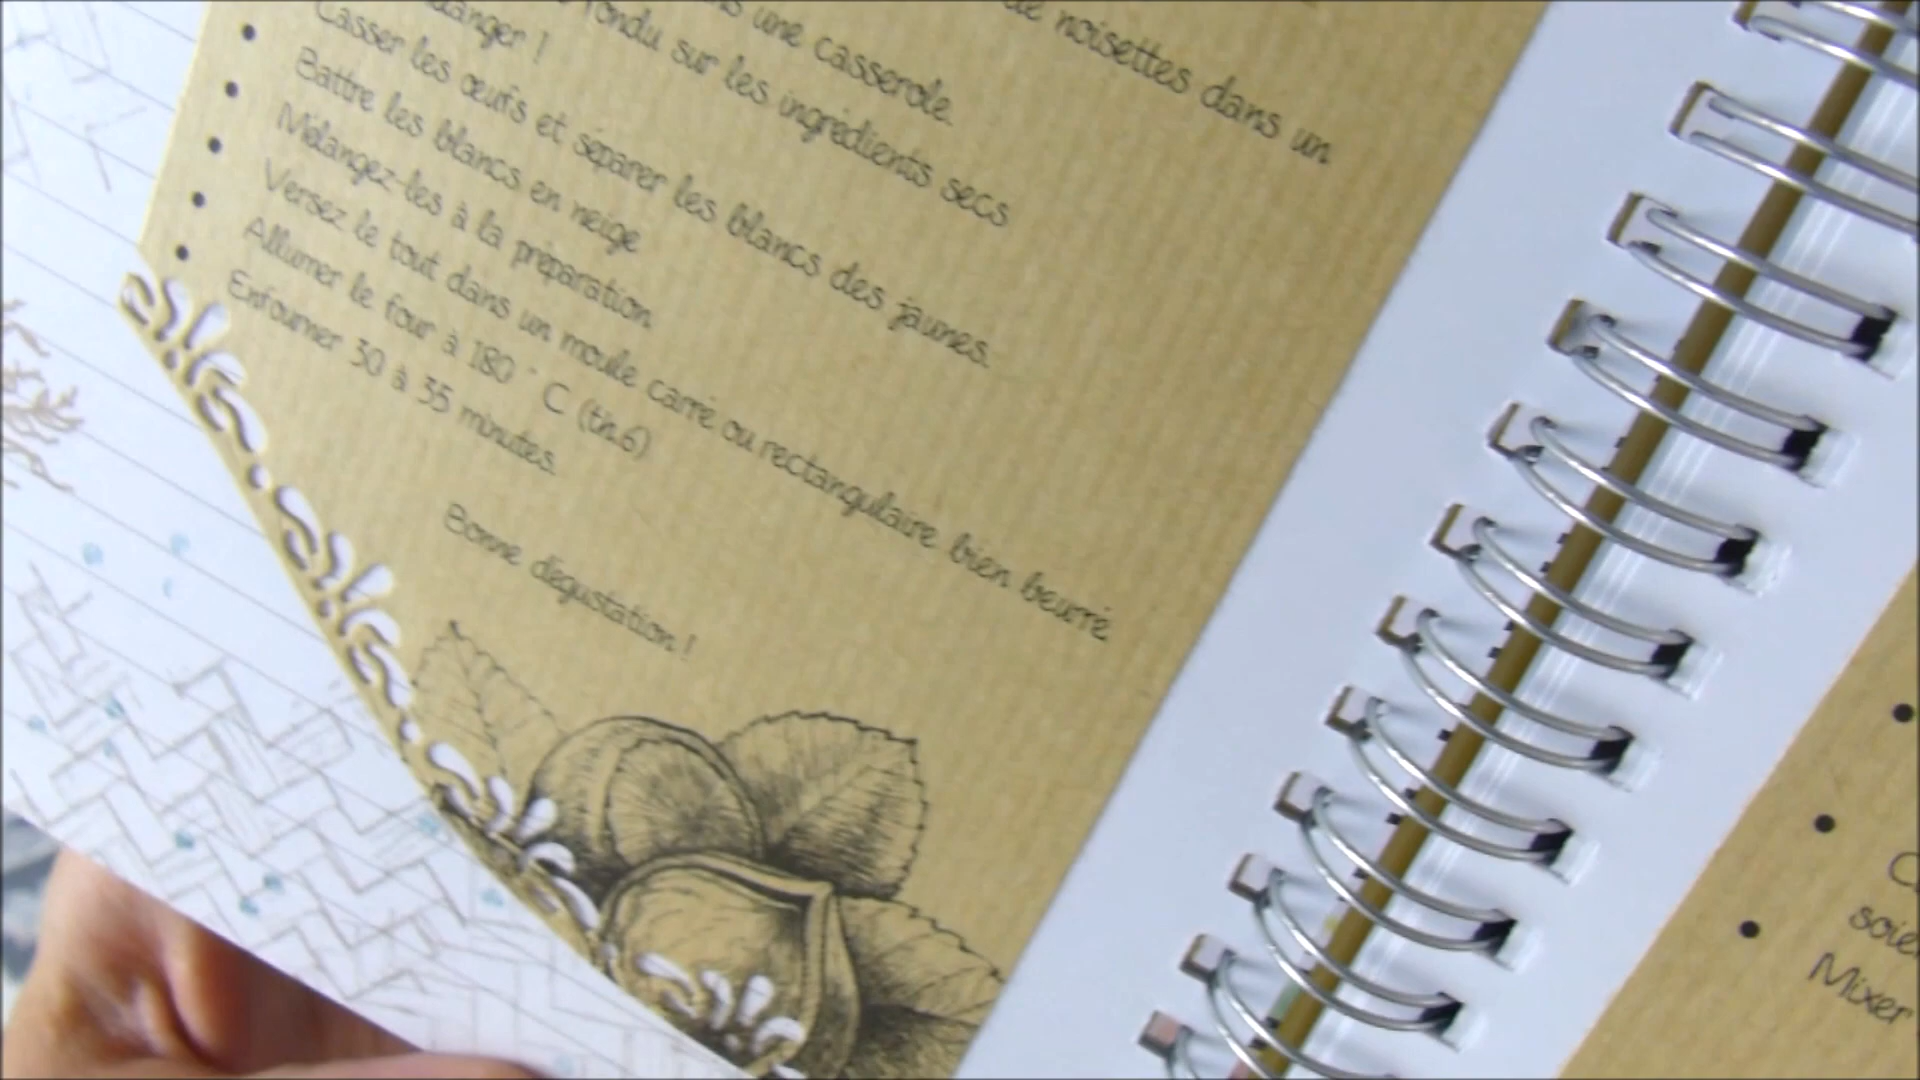 de noisettes dans un
une casserole.
fondu sur les ingrédients secs
Casser les œufs et séparer les blancs des jaunes.
Battre les blancs en neige
Mélangez-les à la préparation
Versez le tout dans un moule carré ou rectangulaire bien beurré.
Allumer le four à 180 ° C (th.6)
Enfourner 30 à 35 minutes.
Bonne dégustation !
Mixer